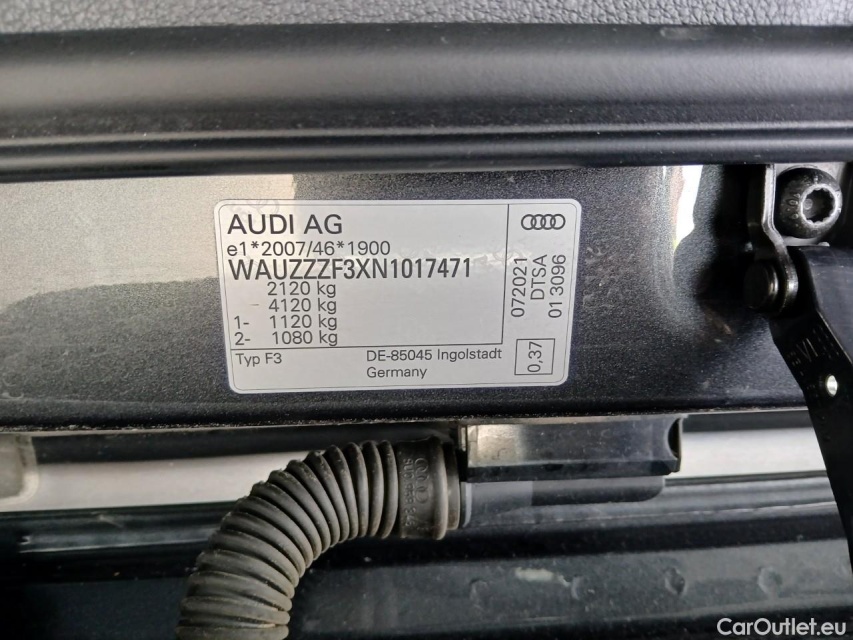 AUDI AG
e1*2007/46*1900
WAUZZZF3XN1017471
2120 kg
4120 kg
1- 1120 kg
2- 1080 kg
Typ F3
DE-85045 Ingolstadt
Germany
072021
DTSA
013096
0,37
CarOutlet.eu